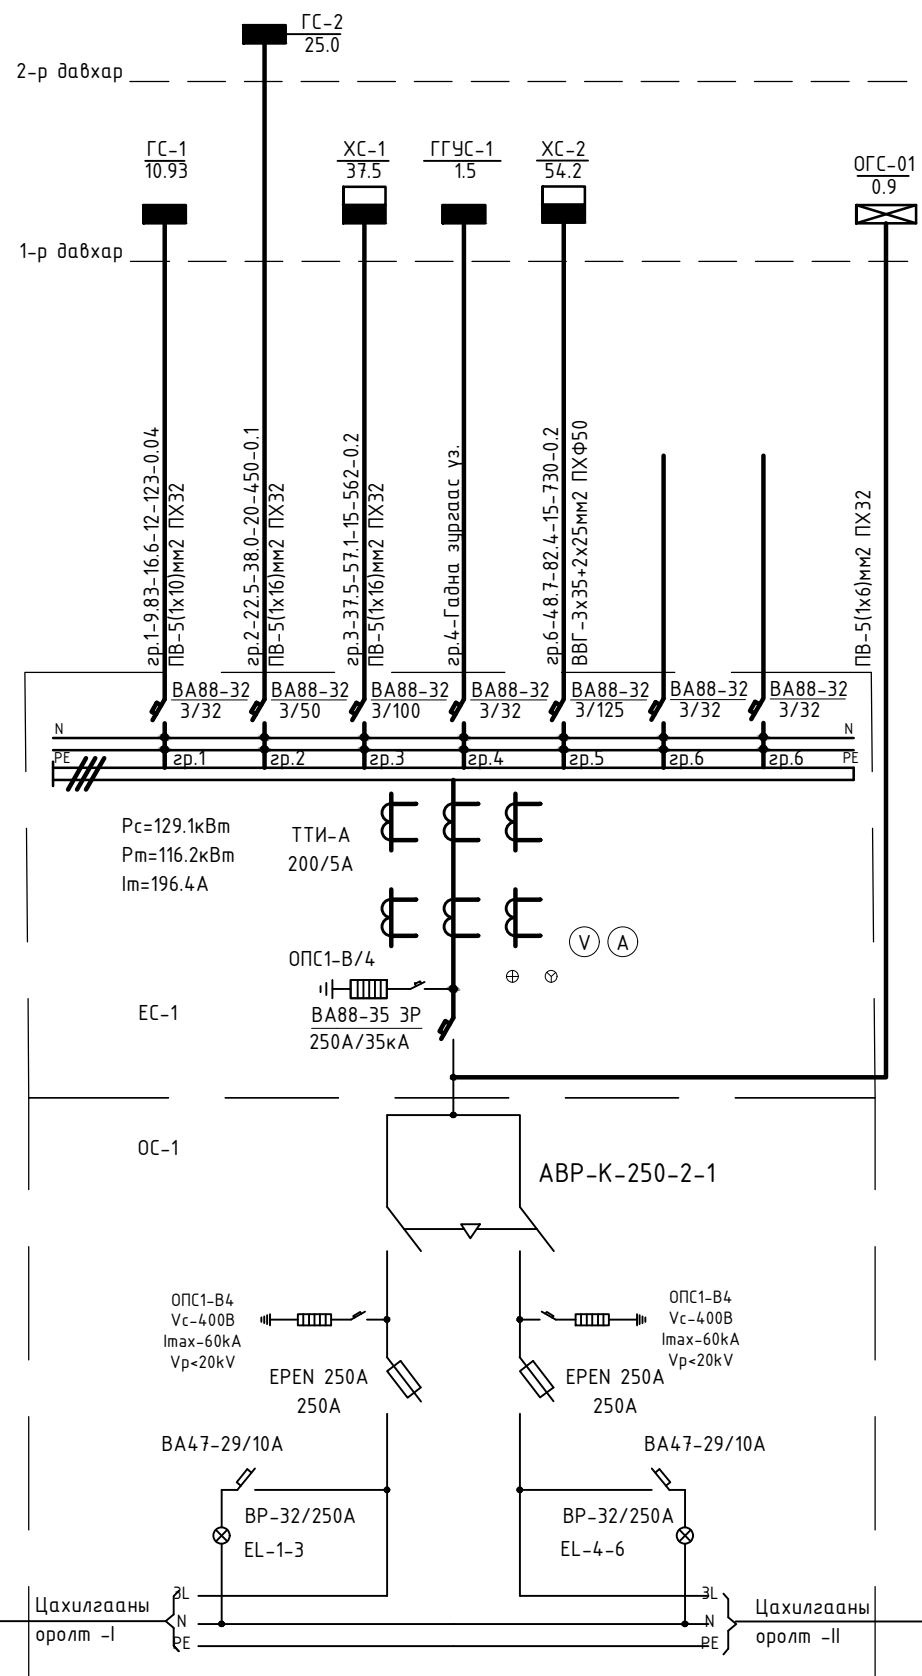 ГС-2
25.0
2-р давхар
ГС-1
10.93
ХС-1
37.5
ГГУС-1
1.5
ХС-2
54.2
ОГС-01
0.9
1-р давхар
гр.1-9.83-16.6-12-123-0.04
ПВ-5(1х10)мм2 ПХ32
гр.2-22.5-38.0-20-450-0.1
ПВ-5(1х16)мм2 ПХ32
гр.3-37.5-57.1-15-562-0.2
ПВ-5(1х16)мм2 ПХ32
гр.4-Гадна зургаас үз.
гр.6-48.7-82.4-15-730-0.2
ВВГ-3х35+2х25мм2 ПХФ50
ПВ-5(1х6)мм2 ПХ32
ВА88-32
3/32
ВА88-32
3/50
ВА88-32
3/100
ВА88-32
3/32
ВА88-32
3/125
ВА88-32
3/32
ВА88-32
3/32
N
N
PE
гр.1
гр.2
гр.3
гр.4
гр.5
гр.6
гр.6
PE
Рс=129.1кВт
Рт=116.2кВт
Iт=196.4А
ТТИ-А
200/5А
V
A
ОПС1-В/4
ВА88-35 3Р
250А/35кА
ЕС-1
ОС-1
АВР-К-250-2-1
ОПС1-В4
Vc-400В
Imax-60kA
Vp<20kV
ОПС1-В4
Vc-400В
Imax-60kA
Vp<20kV
EPEN 250A
250A
EPEN 250A
250A
ВА47-29/10А
ВА47-29/10А
ВР-32/250А
ВР-32/250А
EL-1-3
EL-4-6
Цахилгааны
оролт -I
3L
N
PE
3L
N
PE
Цахилгааны
оролт -II